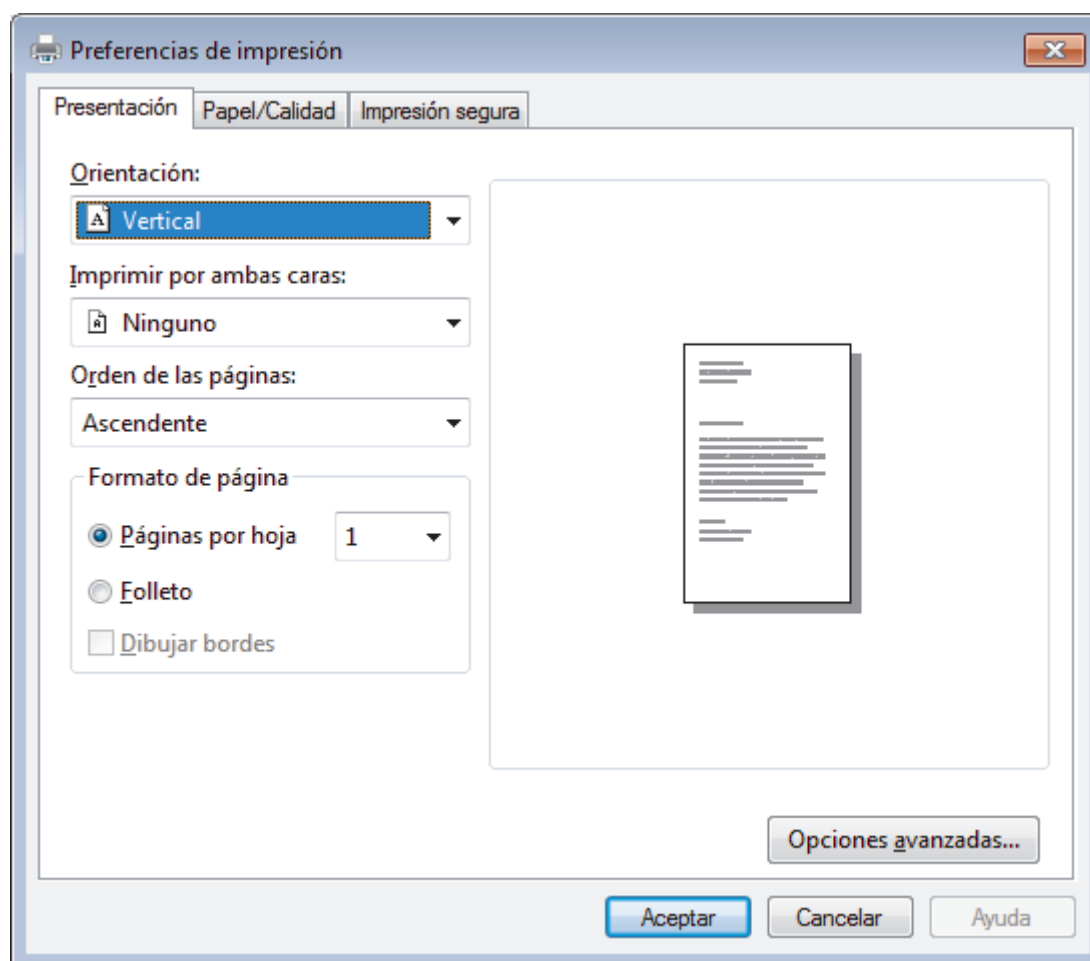 Preferencias de impresión
Presentación Papel/Calidad Impresión segura
Orientación:
Vertical
Imprimir por ambas caras:
Ninguno
Orden de las páginas:
Ascendente
Formato de página
Páginas por hoja 1
Folleto
Dibujar bordes
Opciones avanzadas...
Aceptar Cancelar Ayuda